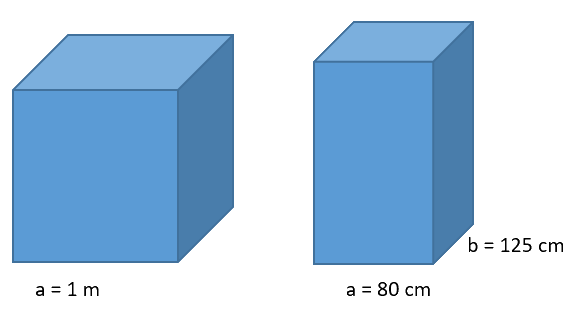 a = 1 m
a = 80 cm
b = 125 cm